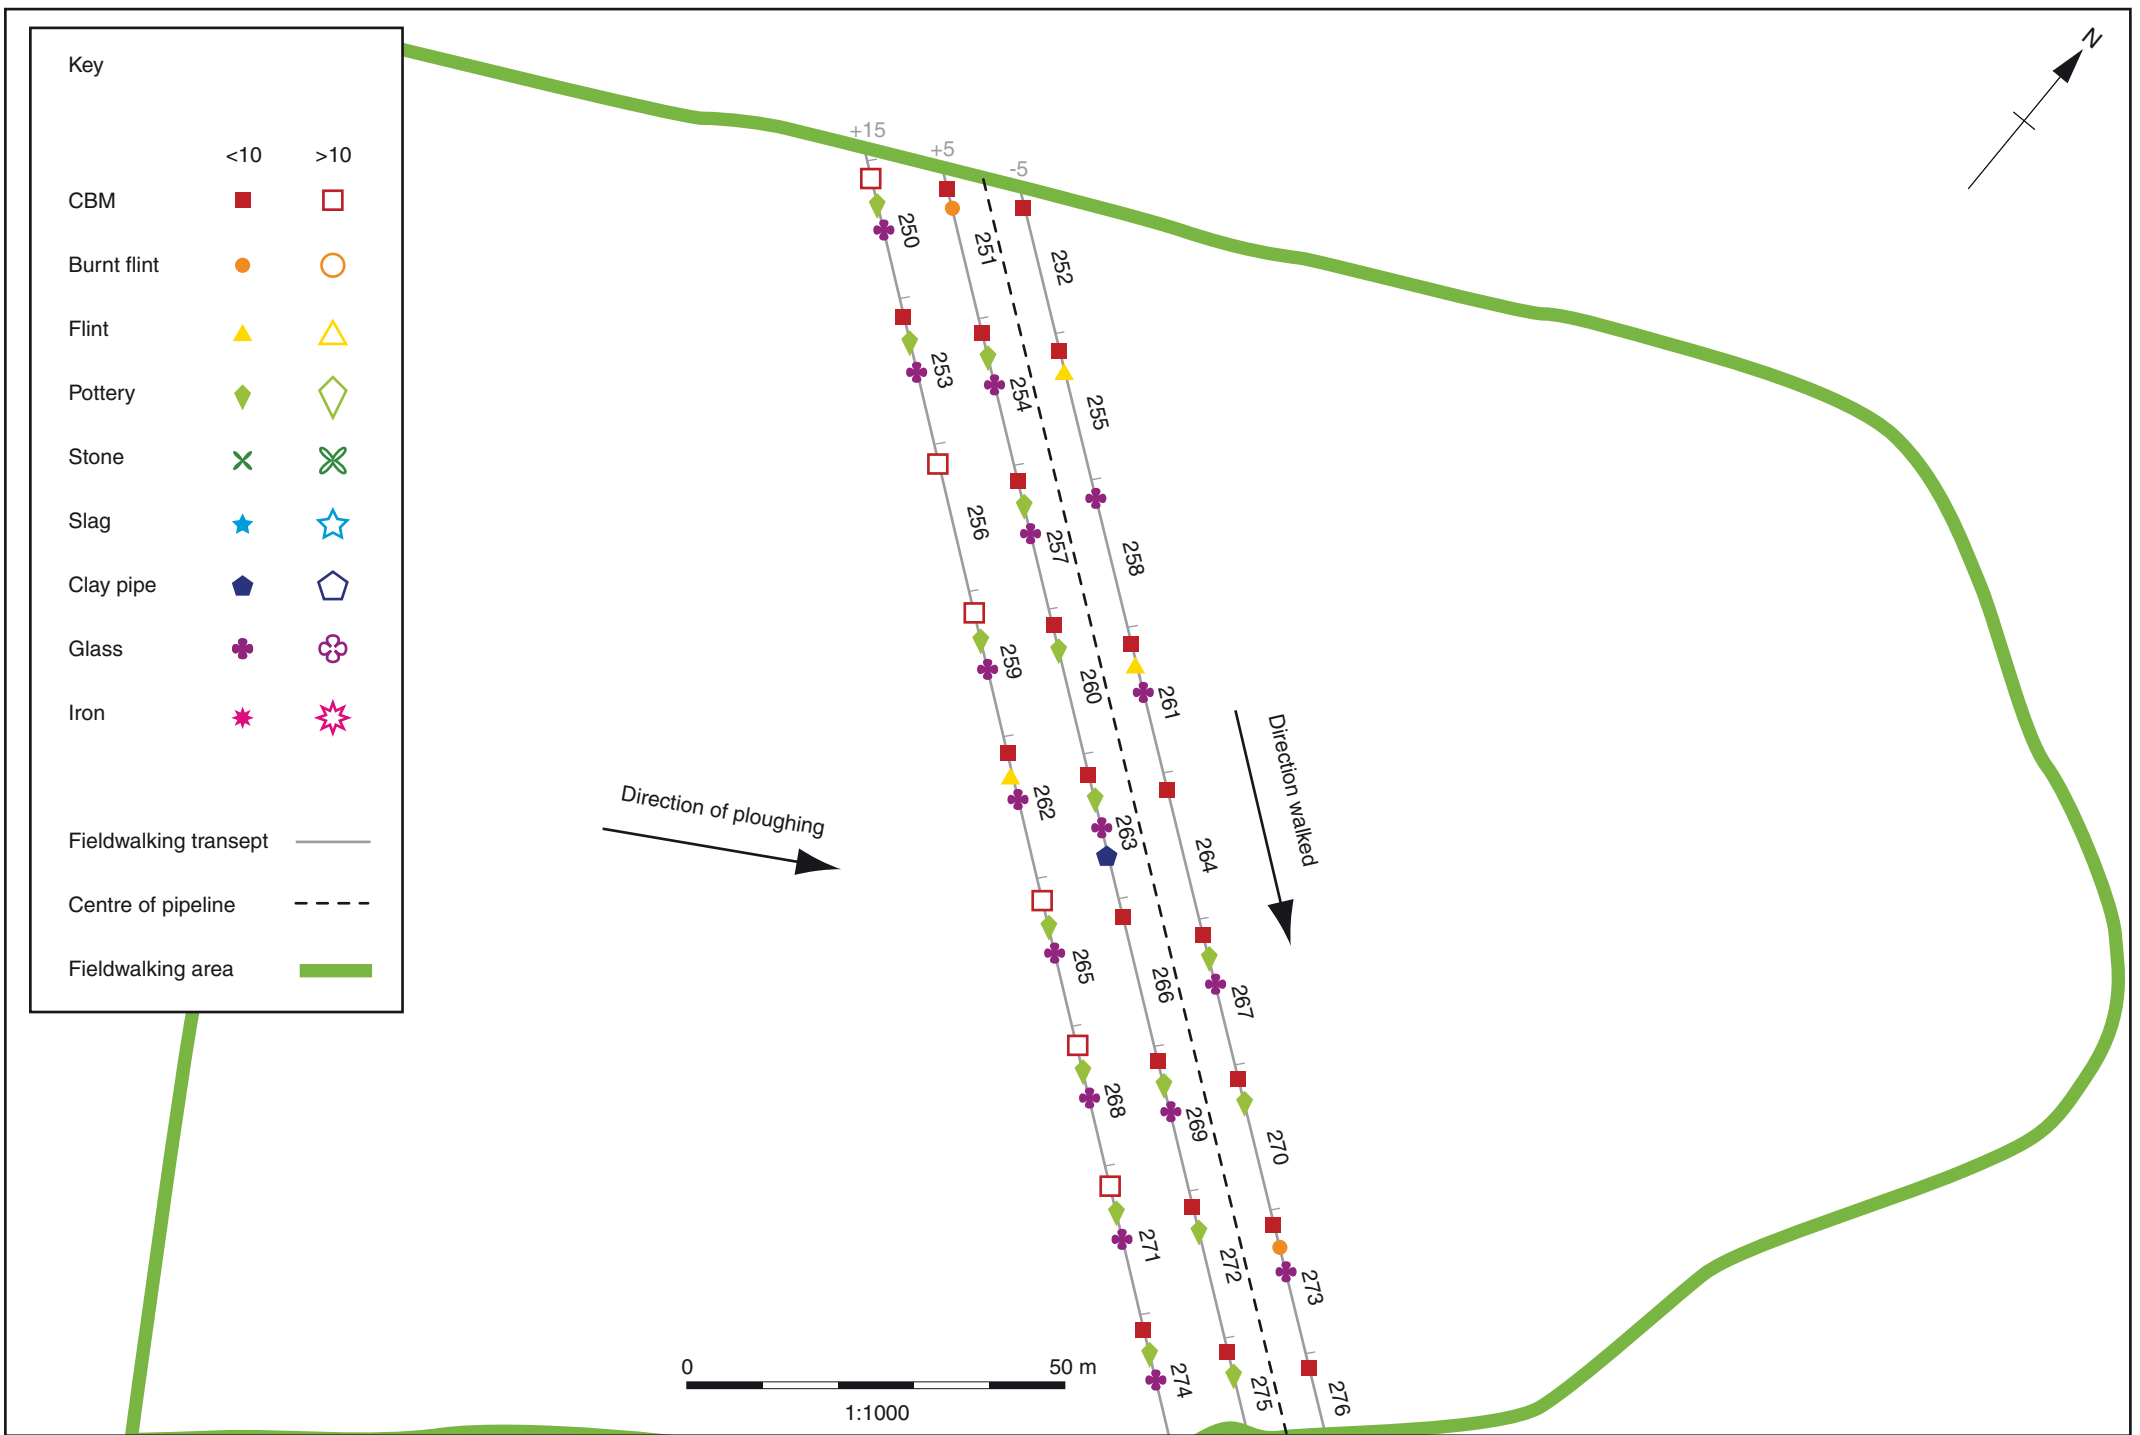 Key
<10 >10
CBM
Burnt flint
Flint
Pottery
Stone
Slag
Clay pipe
Glass
Iron
Fieldwalking transept
Centre of pipeline
Fieldwalking area
N
+15
+5
-5
250
251
252
253
254
255
256
257
258
259
260
261
262
263
264
265
266
267
268
269
270
271
272
273
274
275
276
Direction of ploughing
Direction walked
0 50 m
1:1000